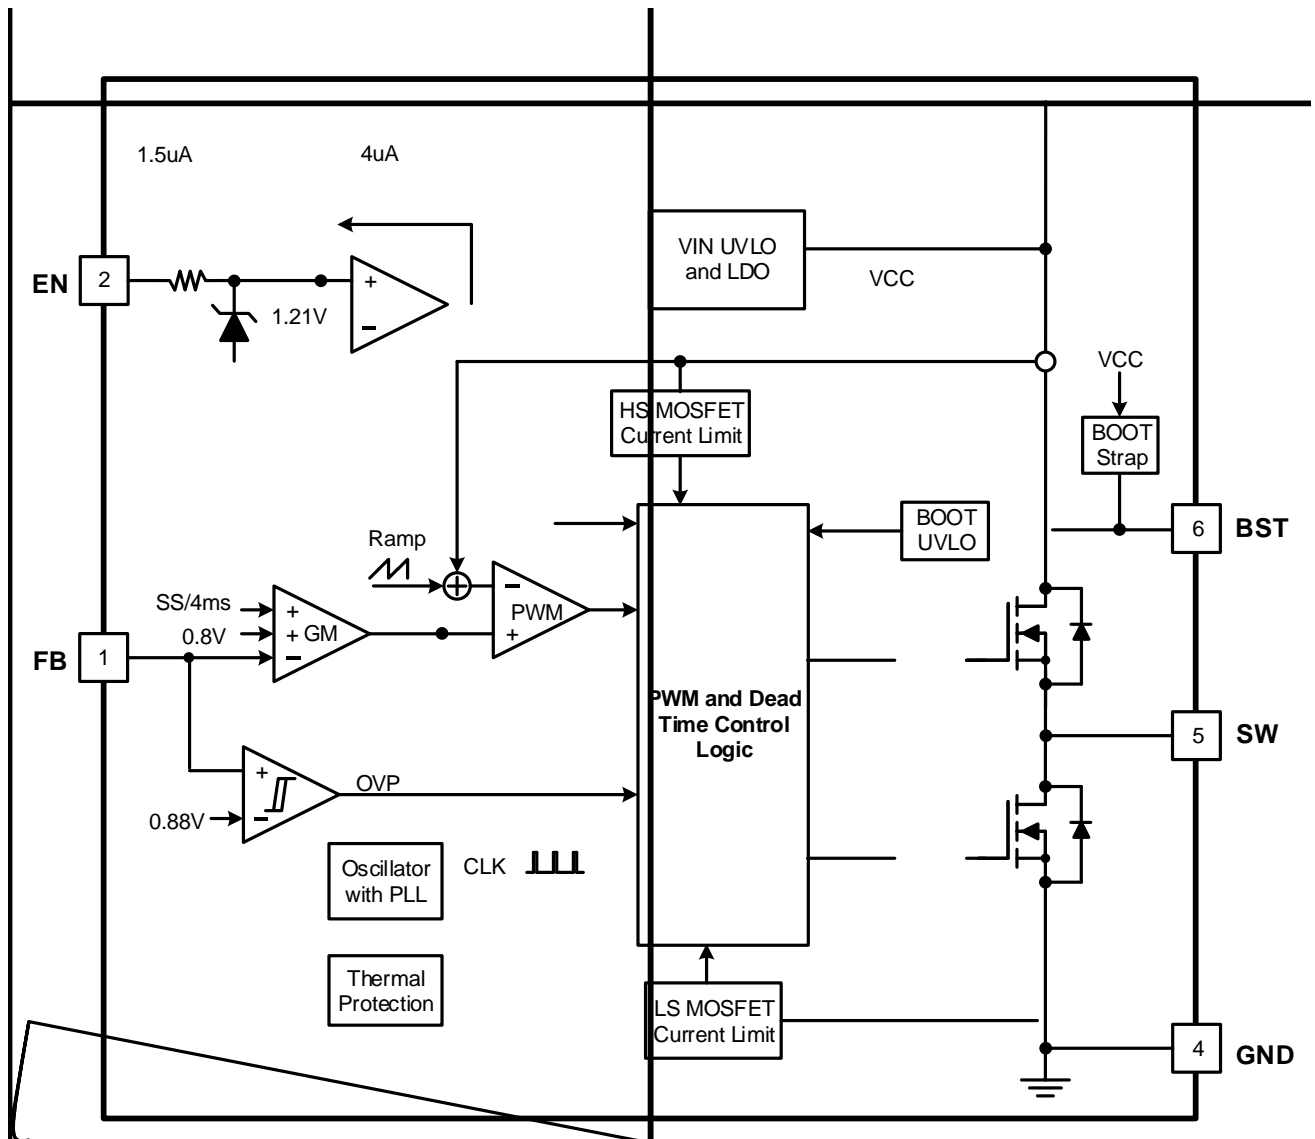 1.5uA
4uA
EN
2
1.21V
+
−
VIN UVLO
and LDO
VCC
VCC
HS MOSFET
Current Limit
BOOT
Strap
BOOT
UVLO
6
BST
Ramp
+
−
PWM
+
SS/4ms
0.8V
+
+ GM
−
FB
1
PWM and Dead
Time Control
Logic
5
SW
+
−
0.88V
OVP
Oscillator
with PLL
CLK
Thermal
Protection
LS MOSFET
Current Limit
4
GND